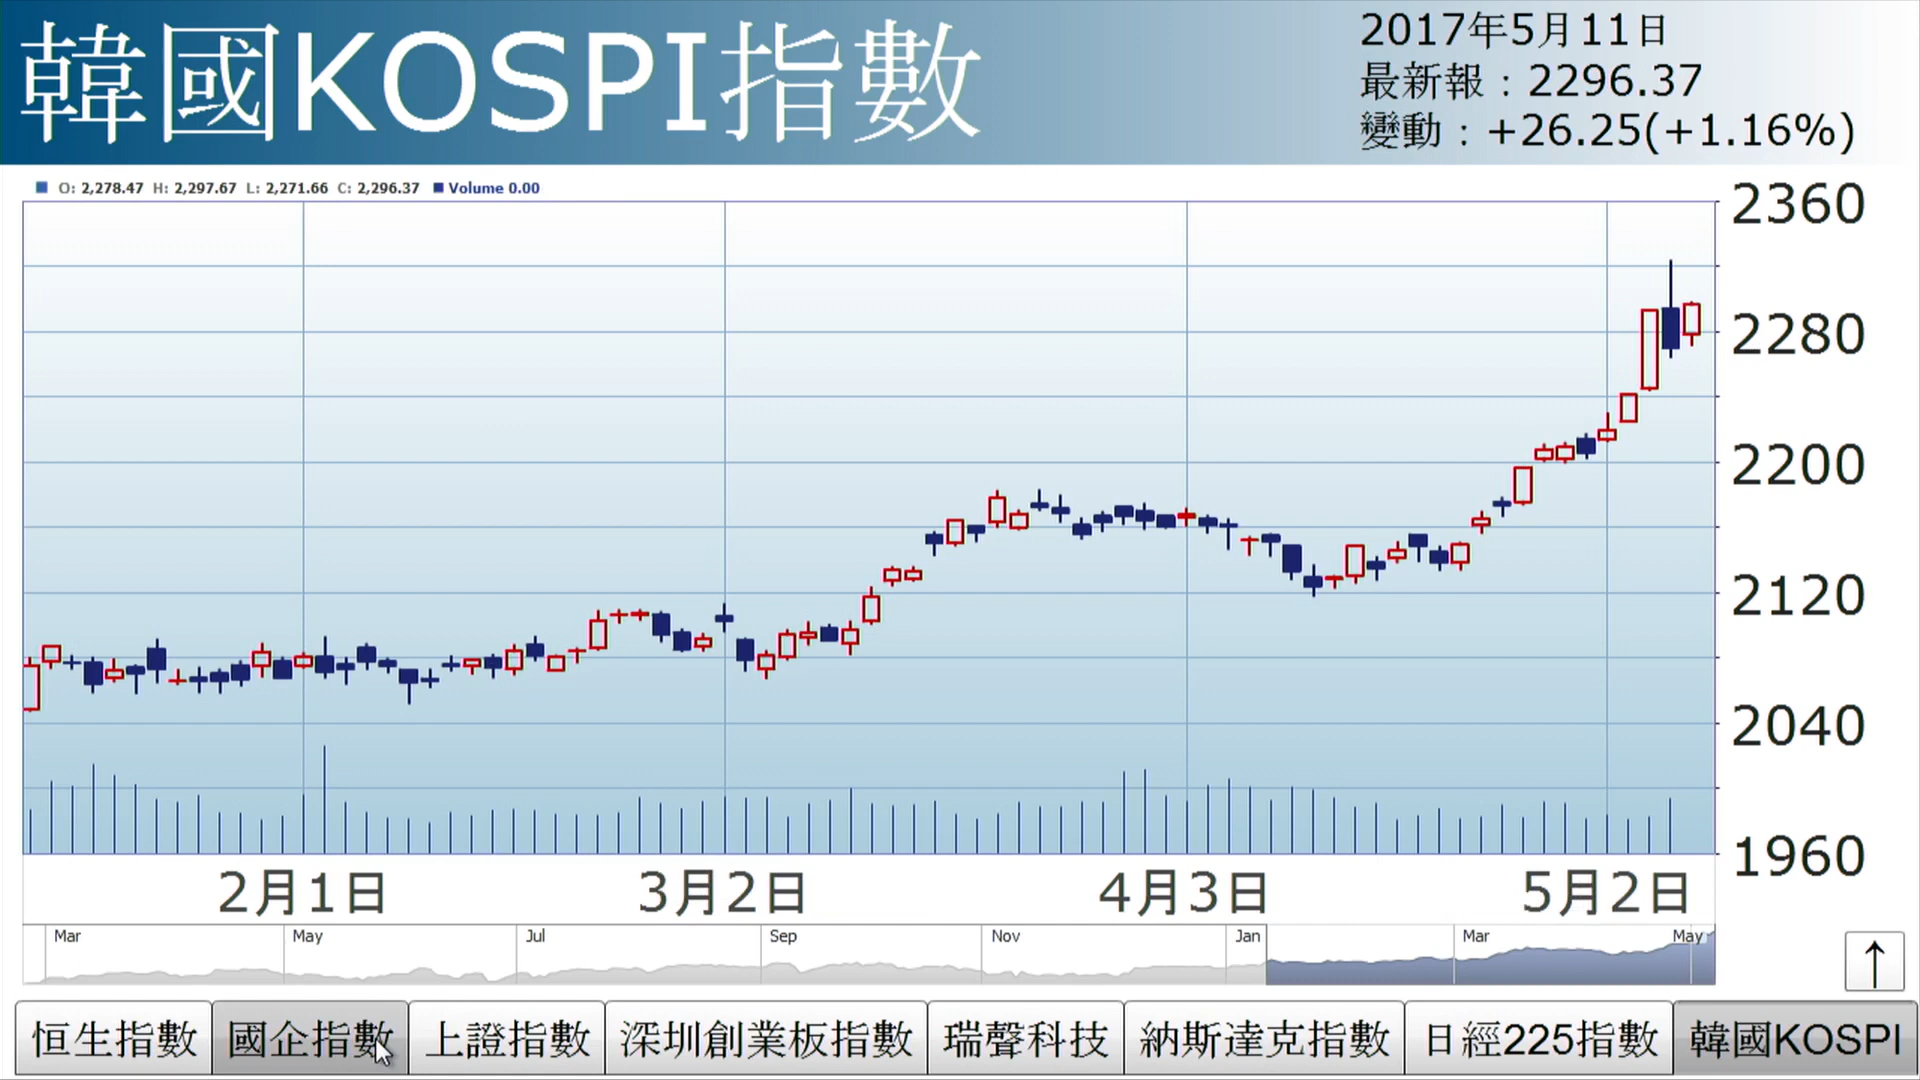 韓國KOSPI指數
2017年5月11日
最新報：2296.37
變動：+26.25(+1.16%)
O: 2,278.47 H: 2,297.67 L: 2,271.66 C: 2,296.37 Volume 0.00
2360
2280
2200
2120
2040
1960
2月1日 3月2日 4月3日 5月2日
Mar May Jul Sep Nov Jan Mar May
↑
恒生指數 國企指數 上證指數 深圳創業板指數 瑞聲科技 納斯達克指數 日經225指數 韓國KOSPI